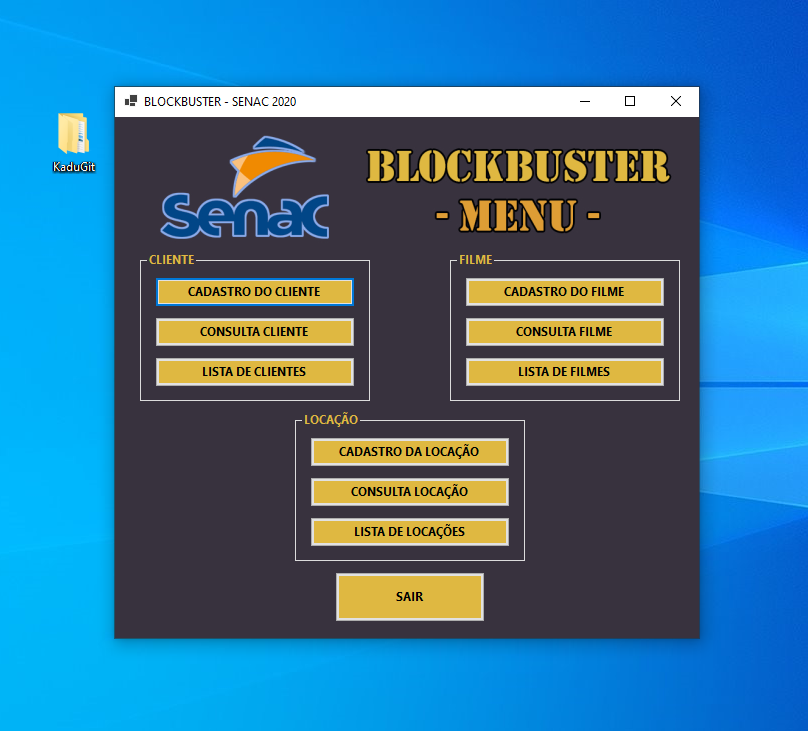 BLOCKBUSTER - SENAC 2020
KaduGit
senac
BLOCKBUSTER
- MENU -
CLIENTE
CADASTRO DO CLIENTE
CONSULTA CLIENTE
LISTA DE CLIENTES
FILME
CADASTRO DO FILME
CONSULTA FILME
LISTA DE FILMES
LOCAÇÃO
CADASTRO DA LOCAÇÃO
CONSULTA LOCAÇÃO
LISTA DE LOCAÇÕES
SAIR